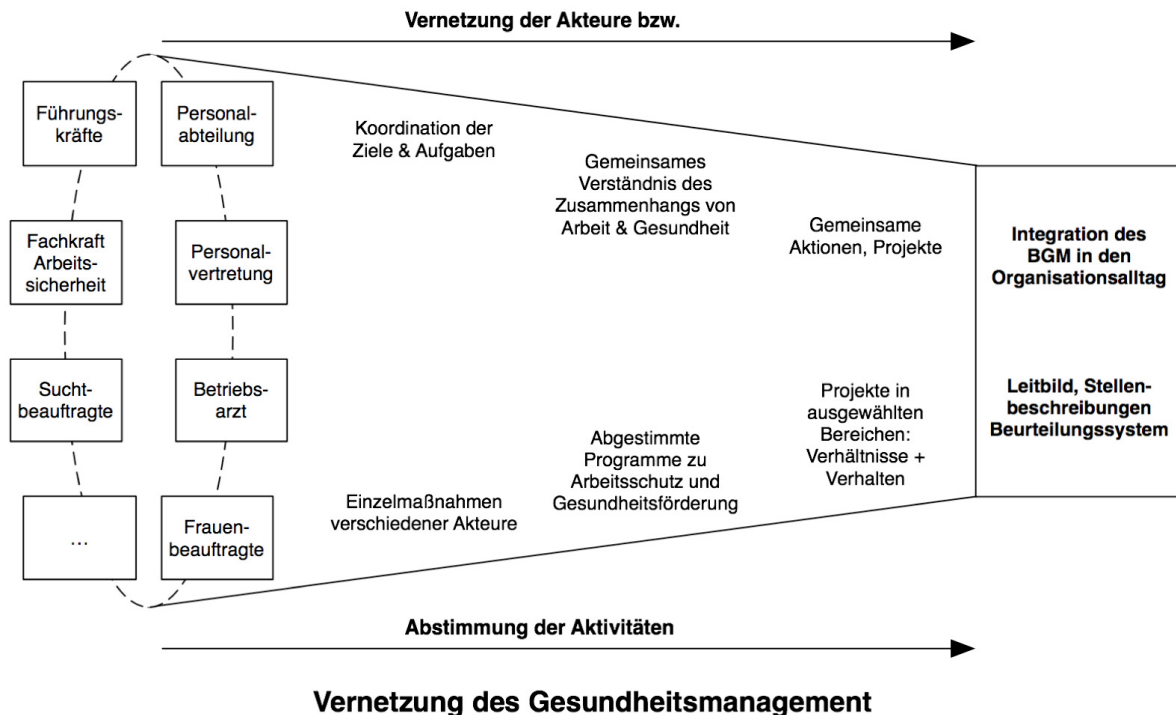 Vernetzung der Akteure bzw.
Führungs-
kräfte
Personal-
abteilung
Fachkraft
Arbeits-
sicherheit
Personal-
vertretung
Sucht-
beauftragte
Betriebs-
arzt
...
Frauen-
beauftragte
Koordination der
Ziele & Aufgaben
Gemeinsames
Verständnis des
Zusammenhangs von
Arbeit & Gesundheit
Gemeinsame
Aktionen, Projekte
Einzelmaßnahmen
verschiedener Akteure
Abgestimmte
Programme zu
Arbeitsschutz und
Gesundheitsförderung
Projekte in
ausgewählten
Bereichen:
Verhältnisse +
Verhalten
Integration des
BGM in den
Organisationsalltag
Leitbild, Stellen-
beschreibungen
Beurteilungssystem
Abstimmung der Aktivitäten
Vernetzung des Gesundheitsmanagement